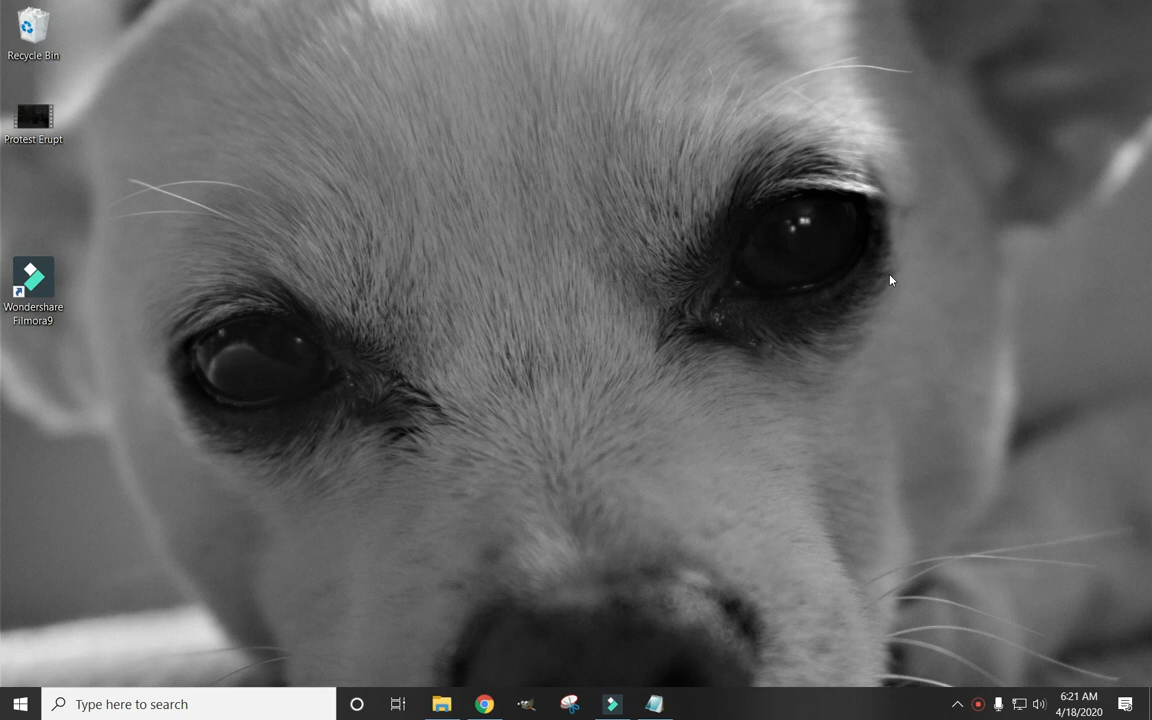 Recycle Bin
Protest Erupt
Wondershare
Filmora9
Type here to search
6:21 AM
4/18/2020